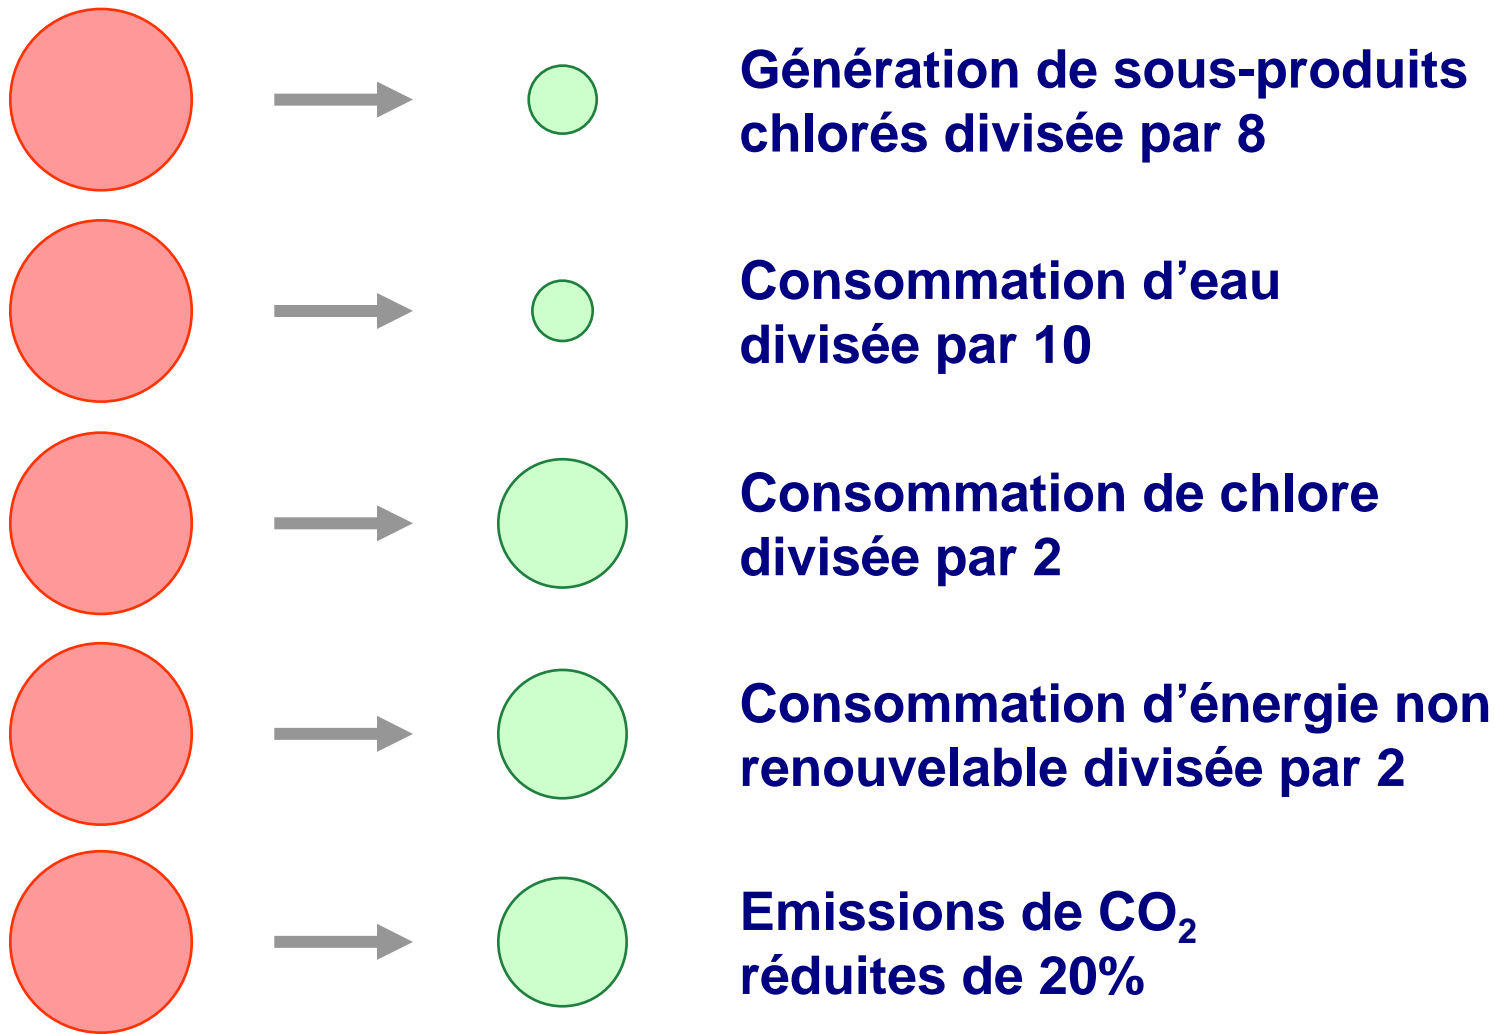 Génération de sous-produits
chlorés divisée par 8
Consommation d’eau
divisée par 10
Consommation de chlore
divisée par 2
Consommation d’énergie non
renouvelable divisée par 2
Emissions de CO₂
réduites de 20%